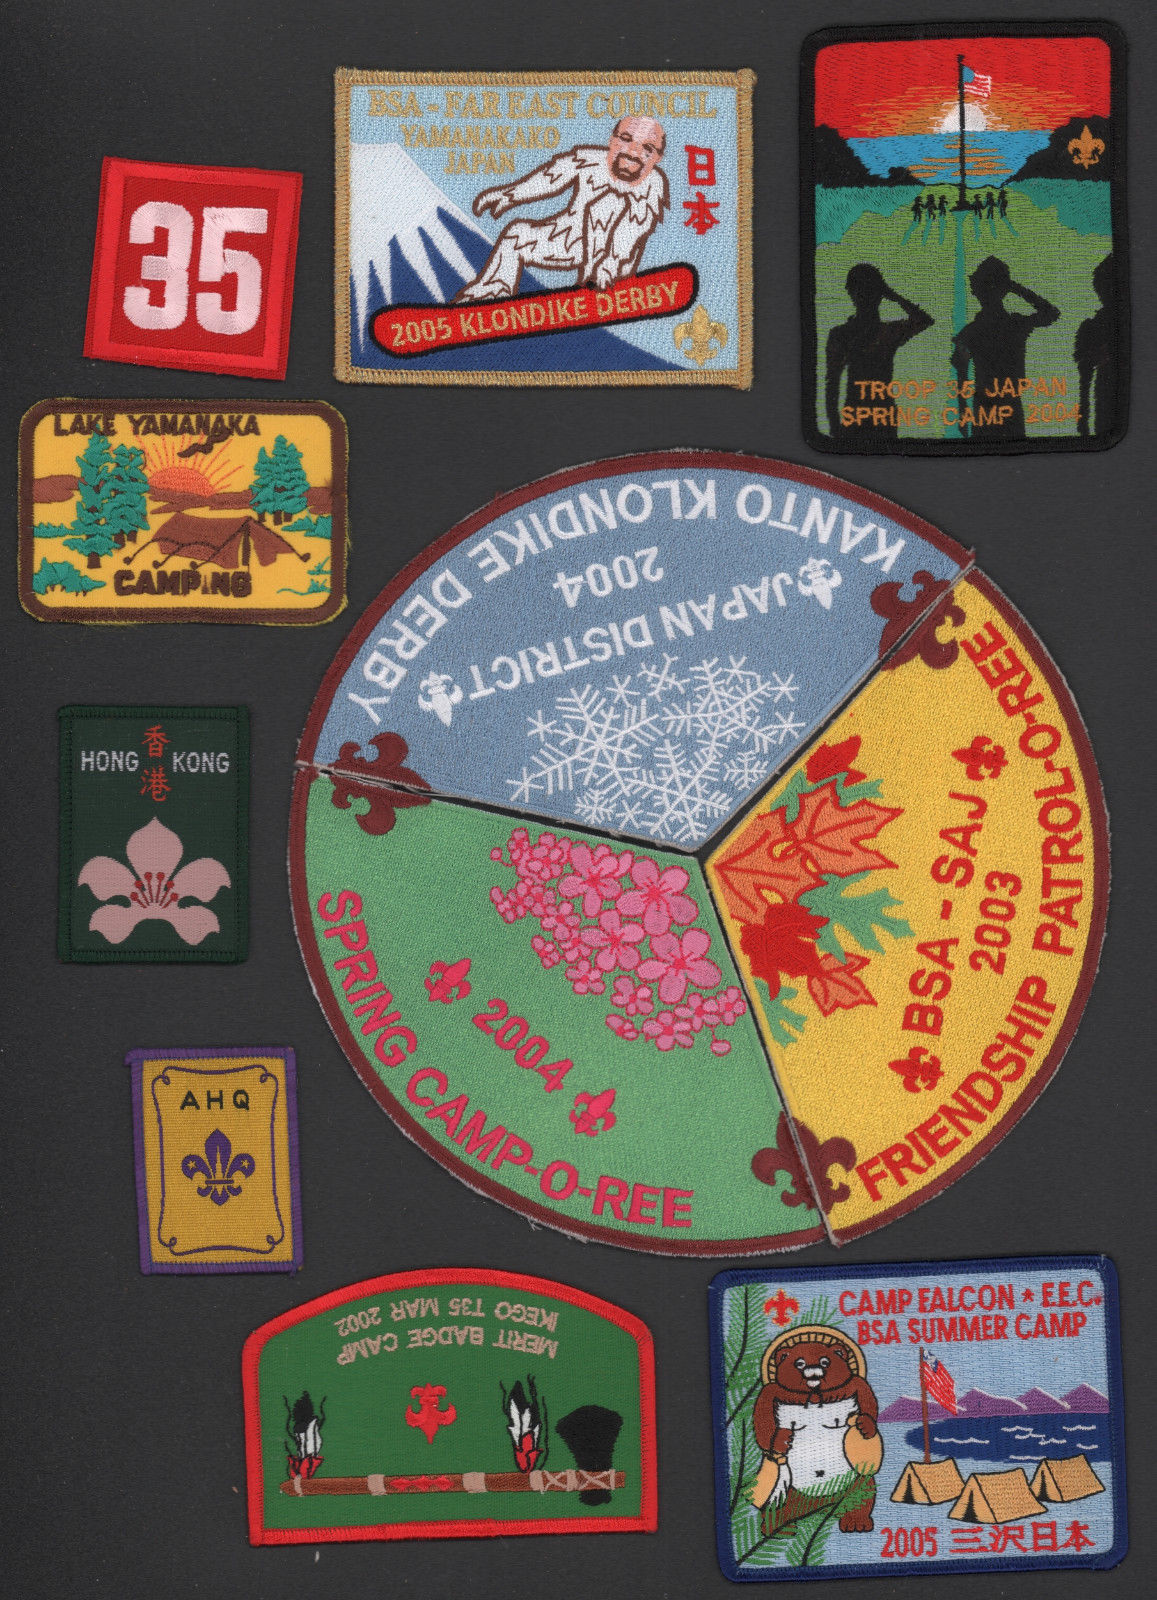 35
BSA - FAR EAST COUNCIL
YAMANAKAKO
JAPAN
日本
2005 KLONDIKE DERBY
TROOP 35 JAPAN
SPRING CAMP 2004
LAKE YAMANAKA
CAMPING
KANTO KLONDIKE DERBY
2004
JAPAN DISTRICT
BSA - SAJ
2003
FRIENDSHIP PATROL-O-REE
2004
SPRING CAMP-O-REE
HONG 香港 KONG
AHQ
MERIT BADGE CAMP
IKEGO T35 MAR 2002
CAMP FALCON ★ F.E.C.
BSA SUMMER CAMP
2005 三沢日本